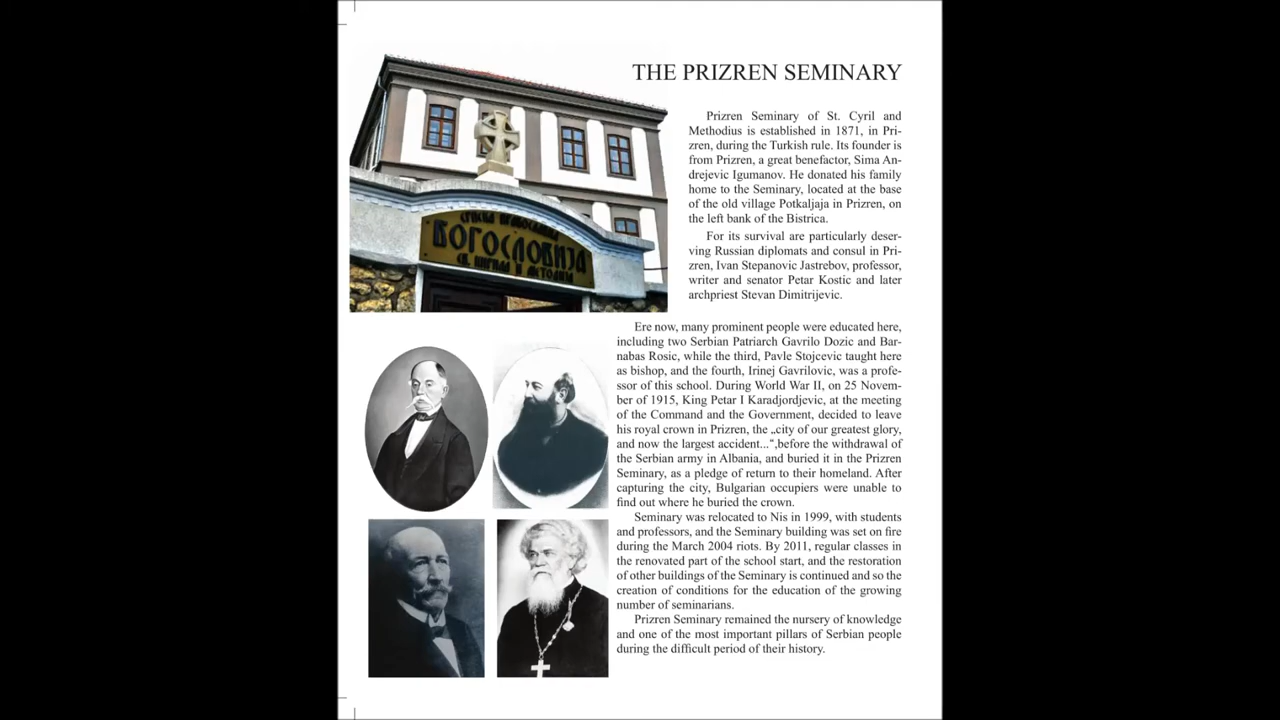 THE PRIZREN SEMINARY
Prizren Seminary of St. Cyril and
Methodius is established in 1871, in Pri-
zren, during the Turkish rule. Its founder is
from Prizren, a great benefactor, Sima An-
drejevic Igumanov. He donated his family
home to the Seminary, located at the base
of the old village Potkaljaja in Prizren, on
the left bank of the Bistrica.
For its survival are particularly deser-
ving Russian diplomats and consul in Pri-
zren, Ivan Stepanovic Jastrebov, professor,
writer and senator Petar Kostic and later
archpriest Stevan Dimitrijevic.
СРПСКА ПРАВОСЛАВНА
БОГОСЛОВИЈА
СВ. КИРИЛА И МЕТОДИЈА
Ere now, many prominent people were educated here,
including two Serbian Patriarch Gavrilo Dozic and Bar-
nabas Rosic, while the third, Pavle Stojcevic taught here
as bishop, and the fourth, Irinej Gavrilovic, was a profe-
ssor of this school. During World War II, on 25 Novem-
ber of 1915, King Petar I Karadjordjevic, at the meeting
of the Command and the Government, decided to leave
his royal crown in Prizren, the „city of our greatest glory,
and now the largest accident...",before the withdrawal of
the Serbian army in Albania, and buried it in the Prizren
Seminary, as a pledge of return to their homeland. After
capturing the city, Bulgarian occupiers were unable to
find out where he buried the crown.
Seminary was relocated to Nis in 1999, with students
and professors, and the Seminary building was set on fire
during the March 2004 riots. By 2011, regular classes in
the renovated part of the school start, and the restoration
of other buildings of the Seminary is continued and so the
creation of conditions for the education of the growing
number of seminarians.
Prizren Seminary remained the nursery of knowledge
and one of the most important pillars of Serbian people
during the difficult period of their history.